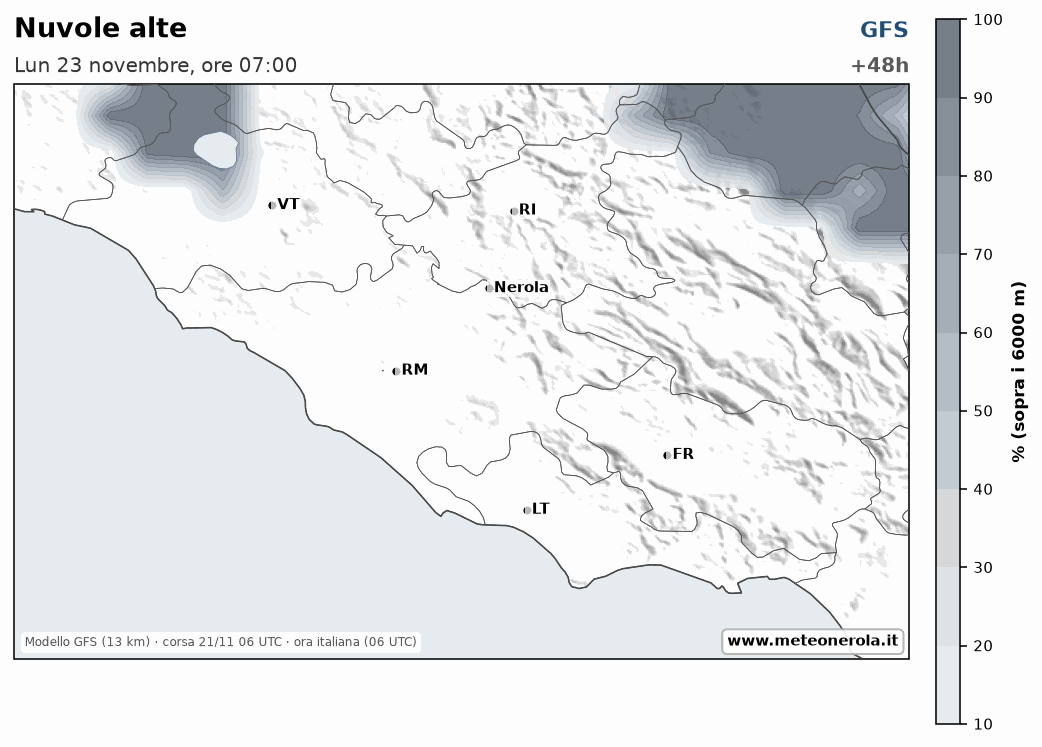 Nuvole alte
GFS
Lun 23 novembre, ore 07:00
+48h
VT
RI
Nerola
RM
FR
LT
Modello GFS (13 km) · corsa 21/11 06 UTC · ora italiana (06 UTC)
www.meteonerola.it
100
90
80
70
60
50
40
30
20
10
% (sopra i 6000 m)